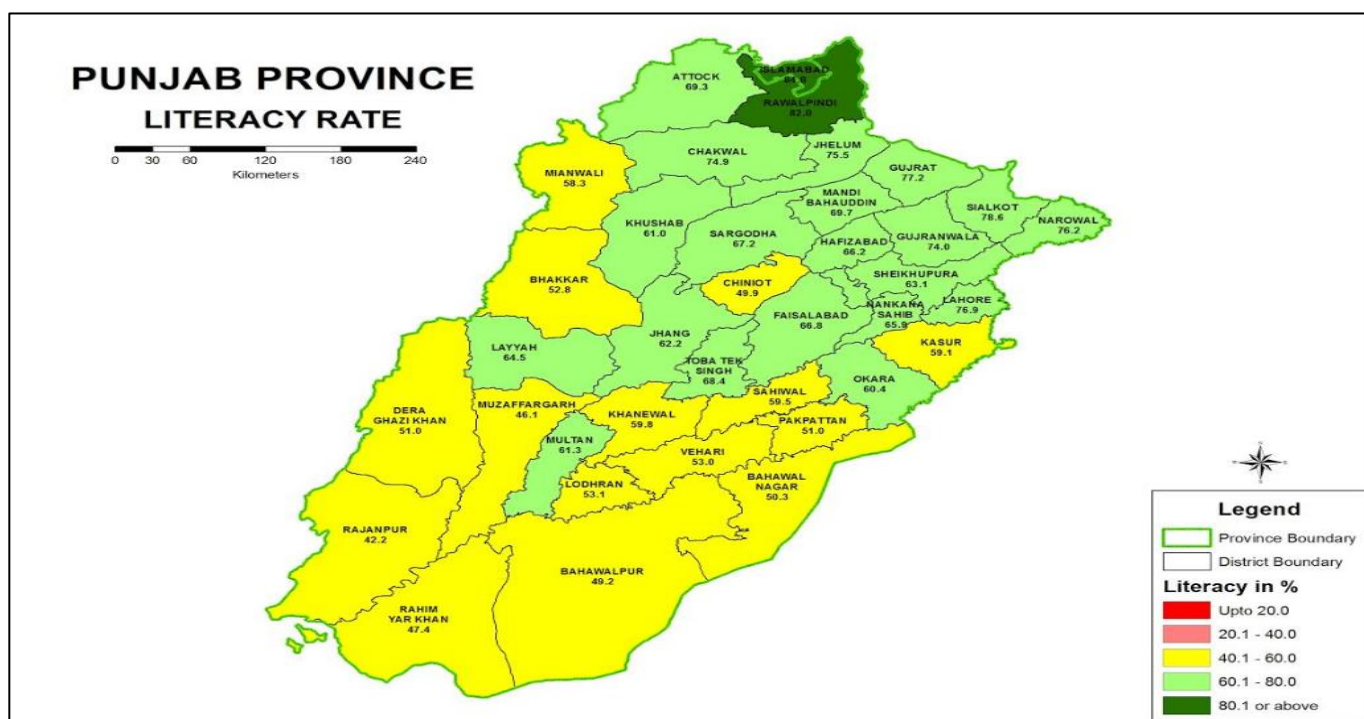 PUNJAB PROVINCE
LITERACY RATE
0 30 60 120 180 240
Kilometers
ISLAMABAD
ATTOCK
69.3
RAWALPINDI
82.0
CHAKWAL
74.9
JHELUM
75.5
GUJRAT
77.2
MIANWALI
58.3
MANDI
BAHAUDDIN
69.7
SIALKOT
78.6
NAROWAL
76.2
KHUSHAB
61.0
SARGODHA
67.2
HAFIZABAD
66.2
GUJRANWALA
74.0
BHAKKAR
52.8
CHINIOT
49.9
SHEIKHUPURA
63.1
FAISALABAD
66.8
NANKANA
SAHIB
65.9
LAHORE
76.9
LAYYAH
64.5
JHANG
62.2
TOBA TEK
SINGH
68.4
KASUR
59.1
OKARA
60.4
DERA
GHAZI KHAN
51.0
MUZAFFARGARH
46.1
KHANEWAL
59.8
SAHIWAL
59.5
PAKPATTAN
51.0
MULTAN
61.3
VEHARI
53.0
LODHRAN
53.1
BAHAWAL
NAGAR
50.3
RAJANPUR
42.2
BAHAWALPUR
49.2
RAHIM
YAR KHAN
47.4
Legend
Province Boundary
District Boundary
Literacy in %
Upto 20.0
20.1 - 40.0
40.1 - 60.0
60.1 - 80.0
80.1 or above